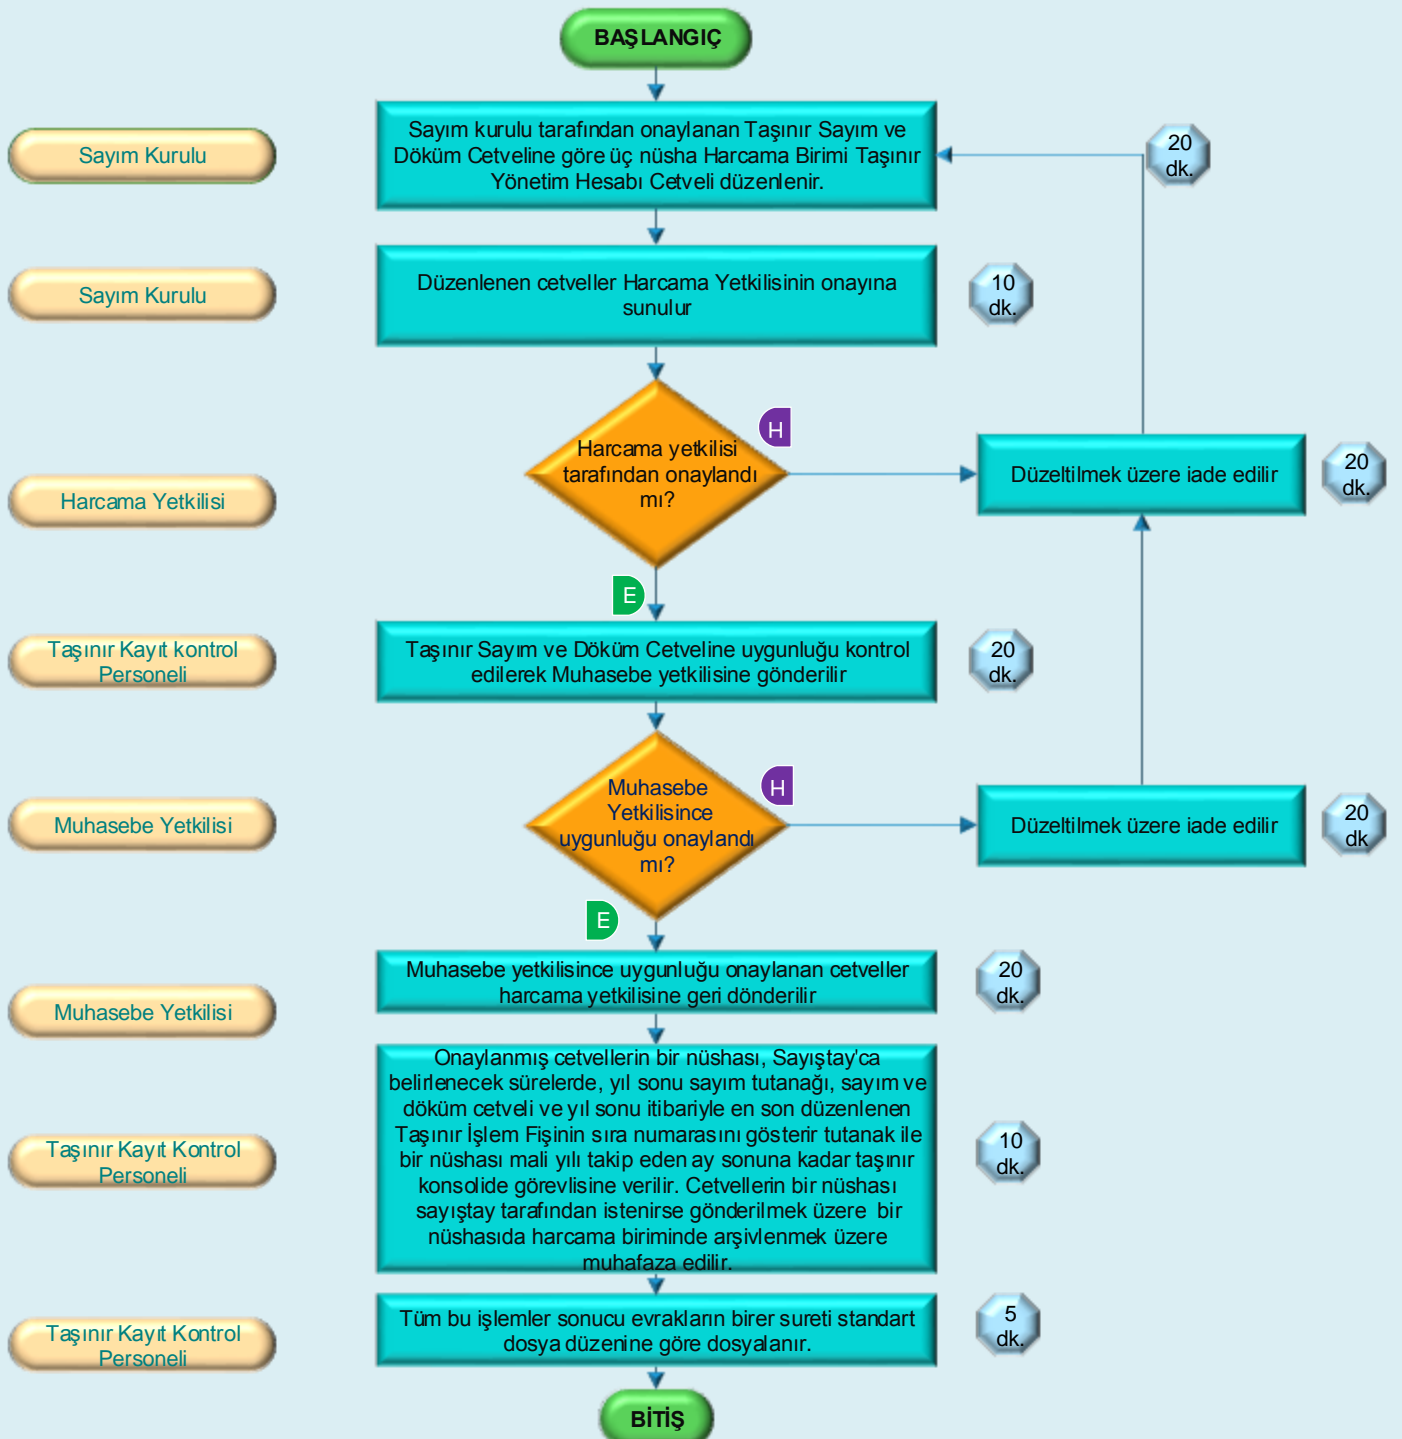 BAŞLANGIÇ
Sayım Kurulu
Sayım kurulu tarafından onaylanan Taşınır Sayım ve
Döküm Cetveline göre üç nüsha Harcama Birimi Taşınır
Yönetim Hesabı Cetveli düzenlenir.
20
dk.
Sayım Kurulu
Düzenlenen cetveller Harcama Yetkilisinin onayına
sunulur
10
dk.
Harcama Yetkilisi
Harcama yetkilisi
tarafından onaylandı
mı?
H
Düzeltilmek üzere iade edilir
20
dk.
E
Taşınır Kayıt kontrol
Personeli
Taşınır Sayım ve Döküm Cetveline uygunluğu kontrol
edilerek Muhasebe yetkilisine gönderilir
20
dk.
Muhasebe Yetkilisi
Muhasebe
Yetkilisince
uygunluğu onaylandı
mı?
H
Düzeltilmek üzere iade edilir
20
dk
E
Muhasebe Yetkilisi
Muhasebe yetkilisince uygunluğu onaylanan cetveller
harcama yetkilisine geri dönderilir
20
dk.
Taşınır Kayıt Kontrol
Personeli
Onaylanmış cetvellerin bir nüshası, Sayıştay'ca
belirlenecek sürelerde, yıl sonu sayım tutanağı, sayım ve
döküm cetveli ve yıl sonu itibariyle en son düzenlenen
Taşınır İşlem Fişinin sıra numarasını gösterir tutanak ile
bir nüshası mali yılı takip eden ay sonuna kadar taşınır
konsolide görevlisine verilir. Cetvellerin bir nüshası
sayıştay tarafından istenirse gönderilmek üzere  bir
nüshasıda harcama biriminde arşivlenmek üzere
muhafaza edilir.
10
dk.
Taşınır Kayıt Kontrol
Personeli
Tüm bu işlemler sonucu evrakların birer sureti standart
dosya düzenine göre dosyalanır.
5
dk.
BİTİŞ